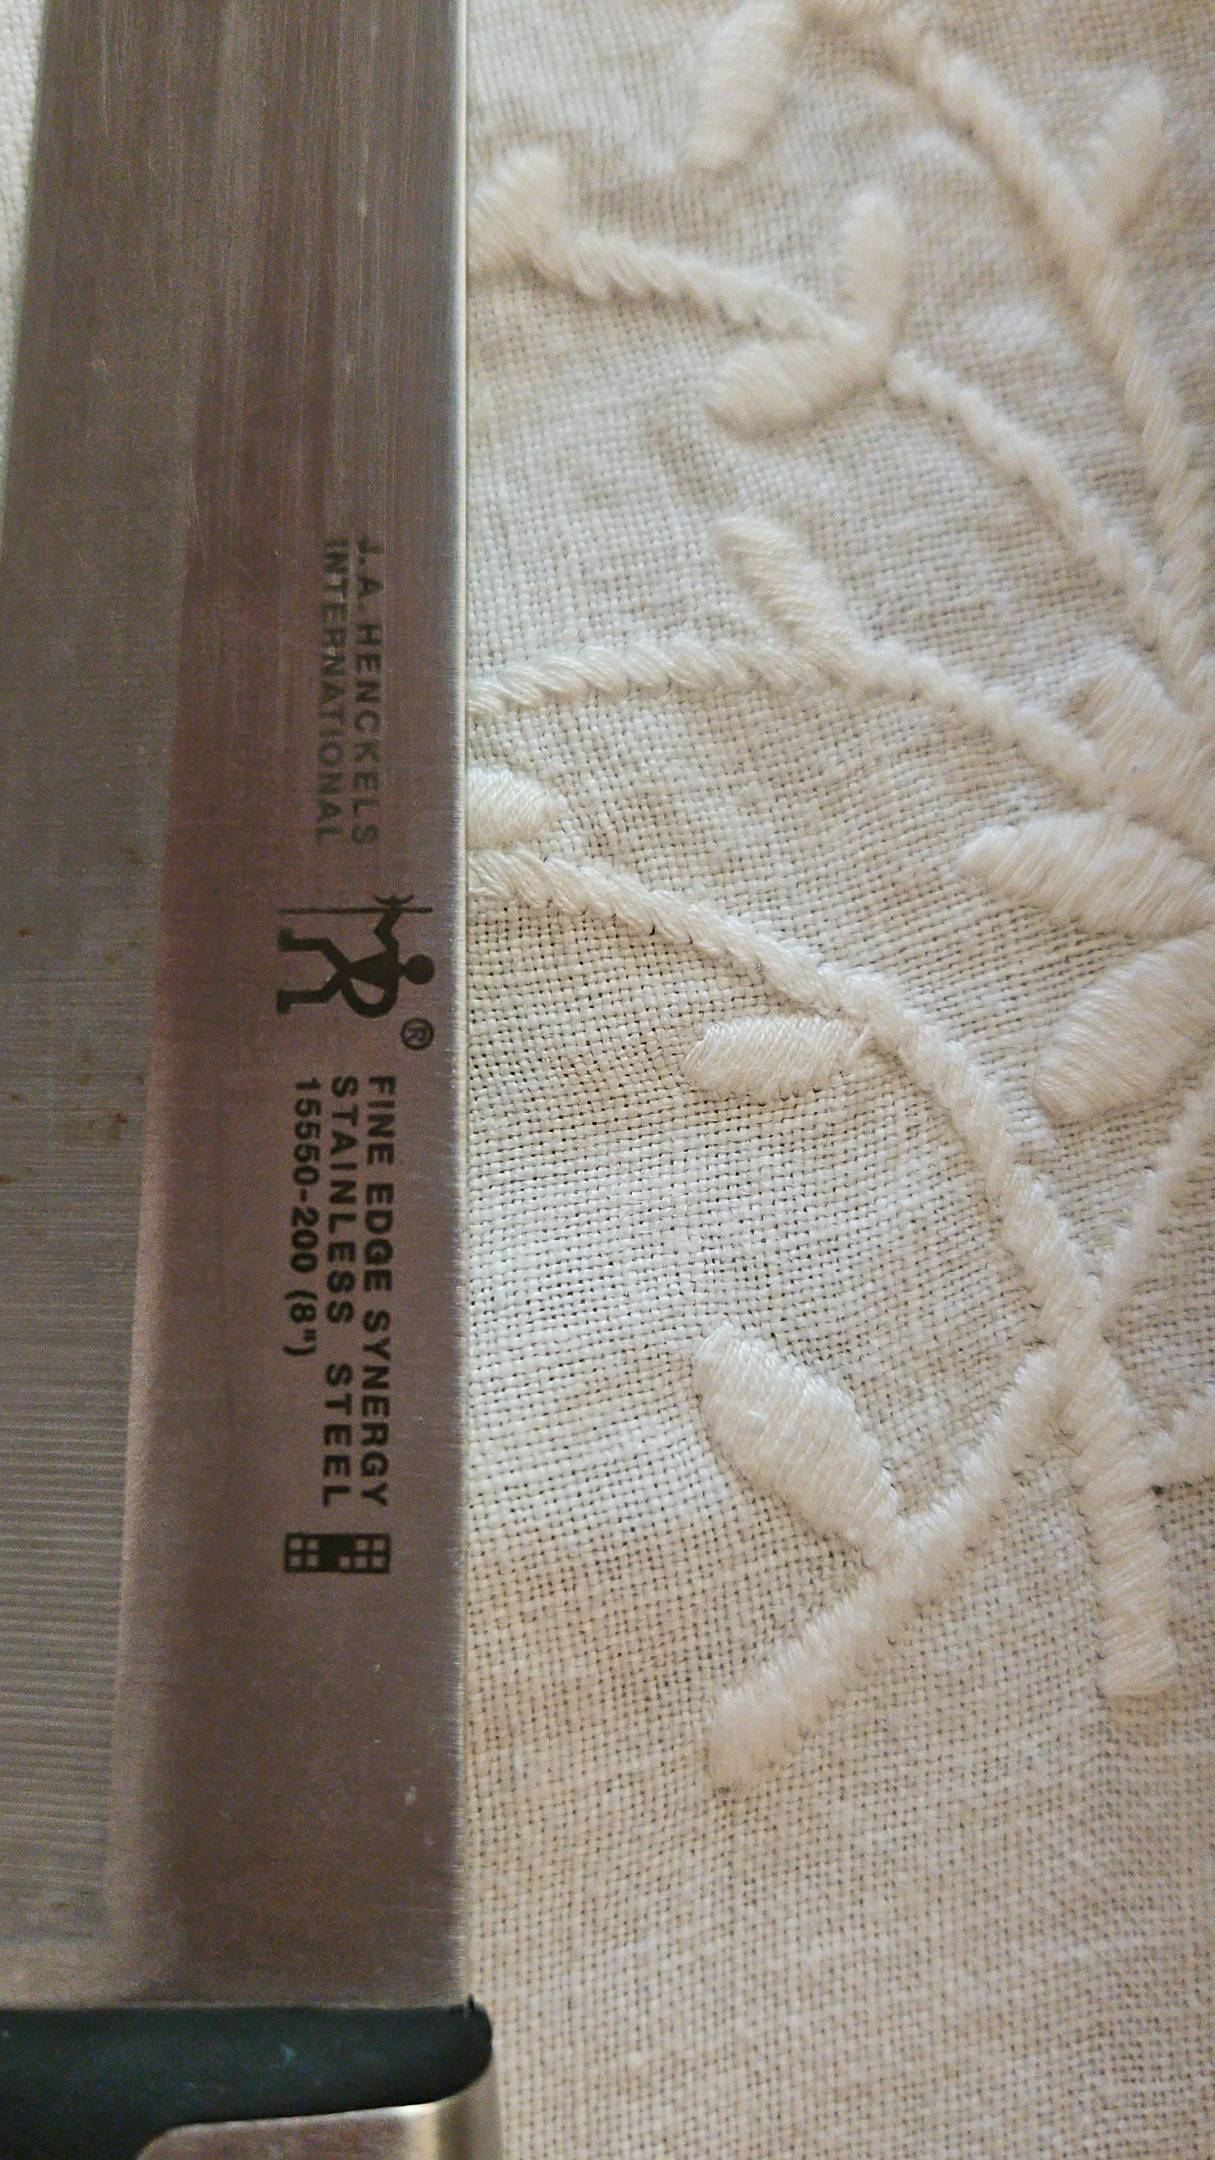 J.A. HENCKELS
INTERNATIONAL
®
FINE EDGE SYNERGY
STAINLESS STEEL
15550-200 (8")